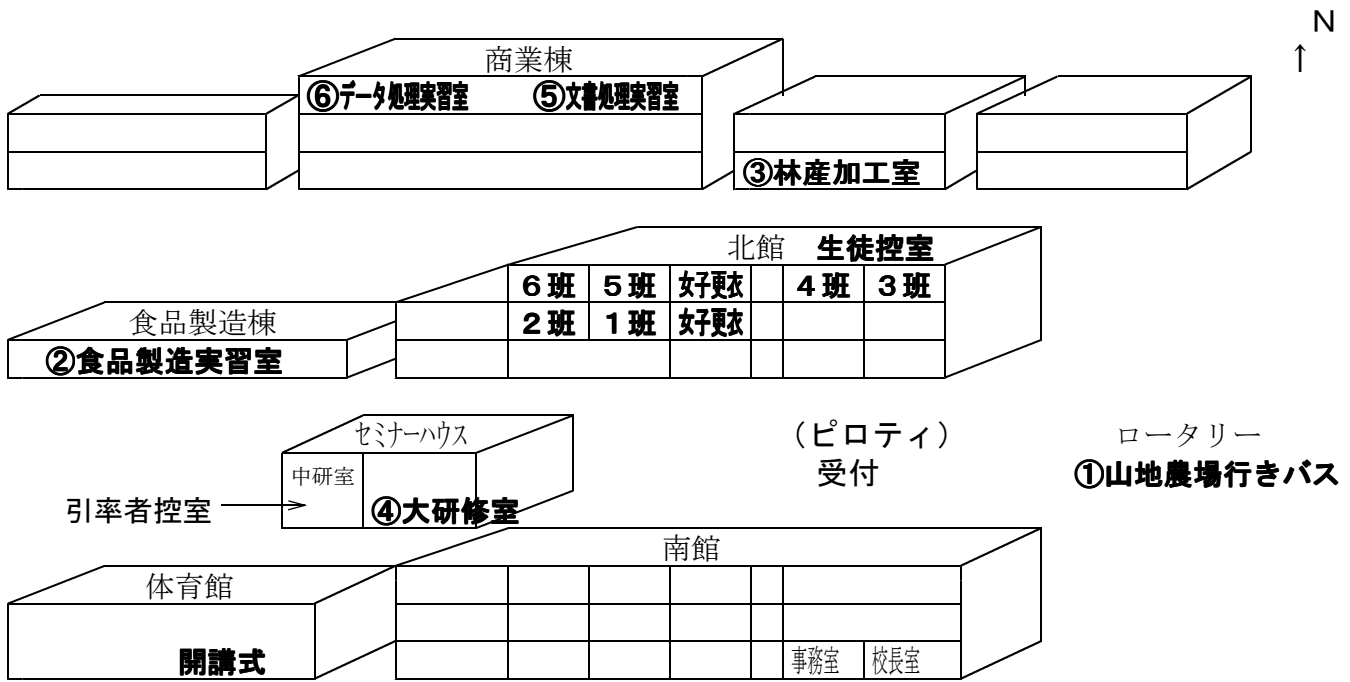 N
↑
商業棟
⑥データ処理実習室 ⑤文書処理実習室
③林産加工室
北館 生徒控室
6班 5班 女子更衣 4班 3班
食品製造棟
2班 1班 女子更衣
②食品製造実習室
セミナーハウス
(ピロティ)
ロータリー
中研室
受付
①山地農場行きバス
引率者控室
④大研修室
南館
体育館
開講式
事務室 校長室